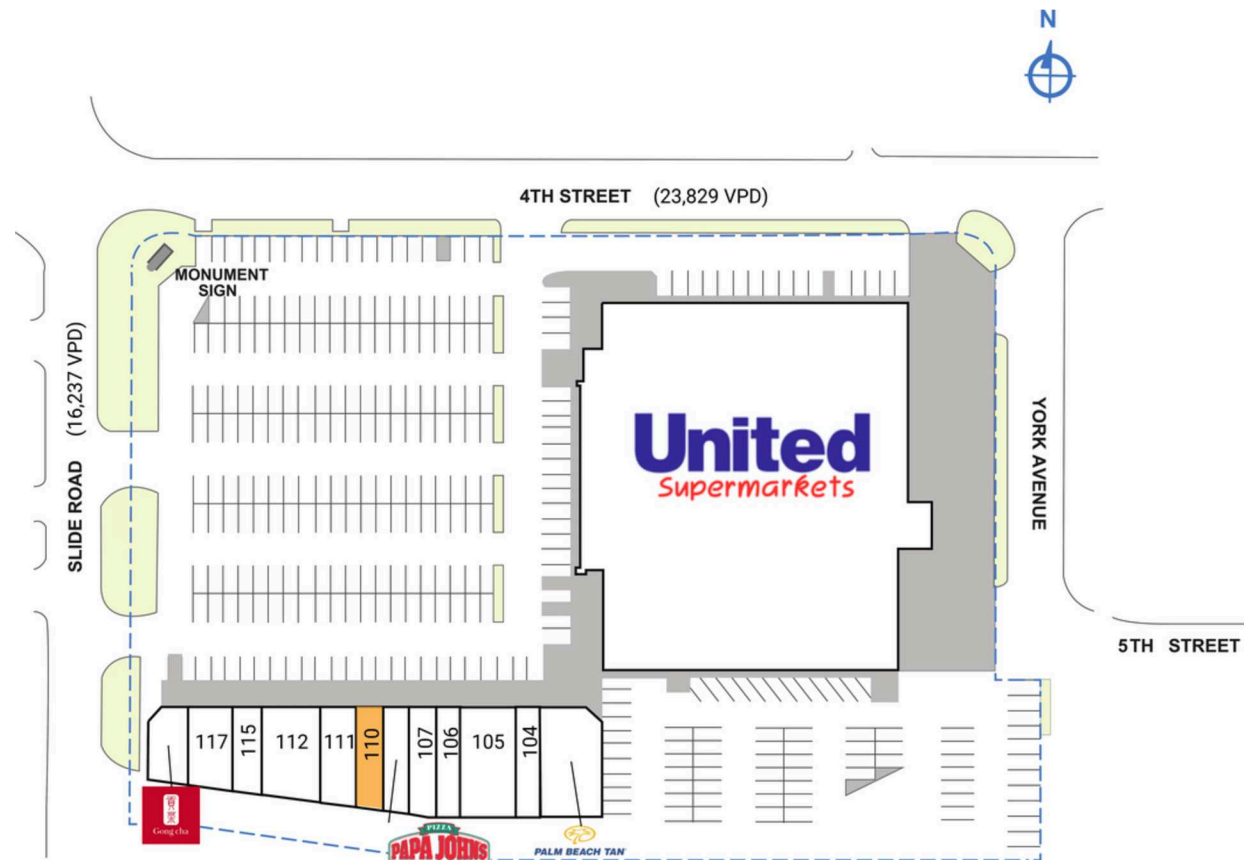 N
4TH STREET (23,829 VPD)
MONUMENT
SIGN
SLIDE ROAD (16,237 VPD)
United
Supermarkets
YORK AVENUE
5TH STREET
117
115
112
111
110
107
106
105
104
寶
Gong cha
PIZZA
PAPA JOHNS
PALM BEACH TAN